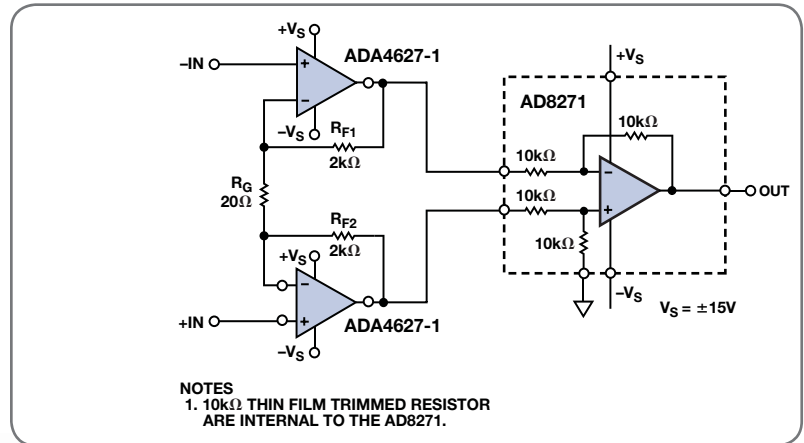 +VS
–IN
ADA4627-1
+
–
–VS
RF1
2kΩ
RG
20Ω
RF2
2kΩ
+VS
–
+
+IN
ADA4627-1
–VS
+VS
AD8271
10kΩ
10kΩ
–
10kΩ
+
OUT
10kΩ
–VS
VS = ±15V
NOTES
1. 10kΩ THIN FILM TRIMMED RESISTOR
ARE INTERNAL TO THE AD8271.